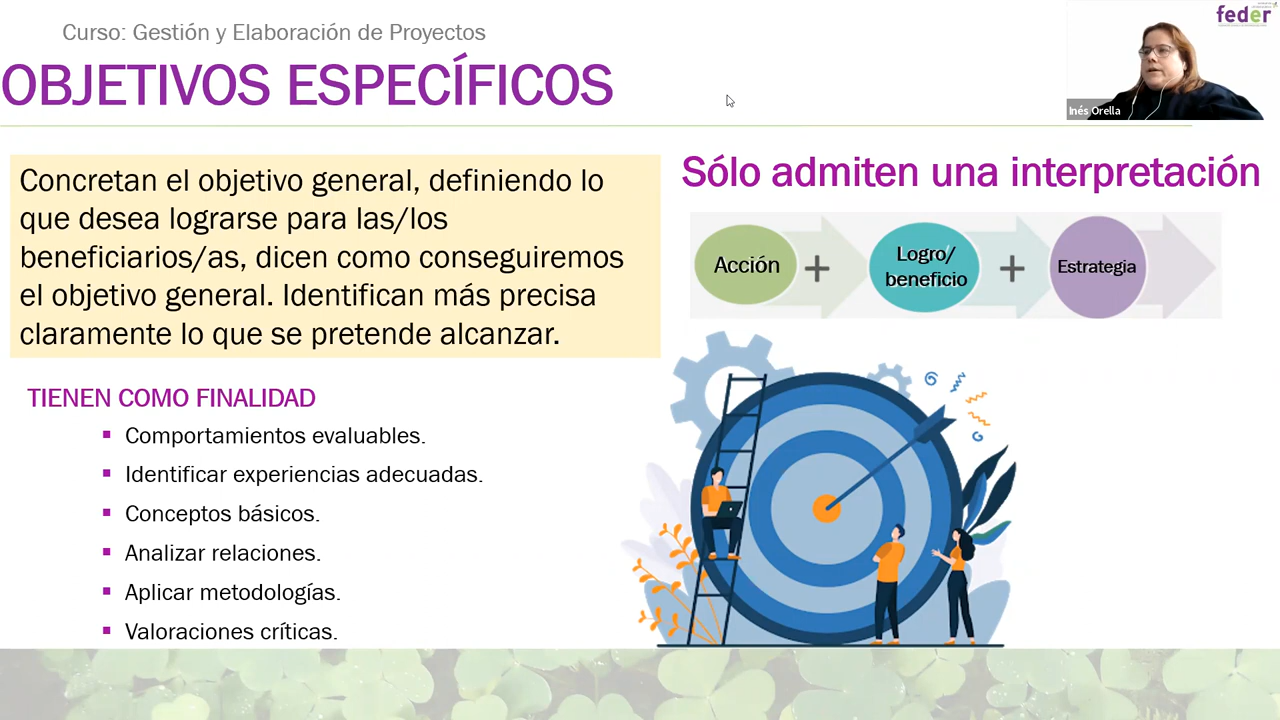 Curso: Gestión y Elaboración de Proyectos
OBJETIVOS ESPECÍFICOS
feder
Inés Orella
Concretan el objetivo general, definiendo lo
que desea lograrse para las/los
beneficiarios/as, dicen como conseguiremos
el objetivo general. Identifican más precisa
claramente lo que se pretende alcanzar.
TIENEN COMO FINALIDAD
Comportamientos evaluables.
Identificar experiencias adecuadas.
Conceptos básicos.
Analizar relaciones.
Aplicar metodologías.
Valoraciones críticas.
Sólo admiten una interpretación
Acción
+
Logro/
beneficio
+
Estrategia